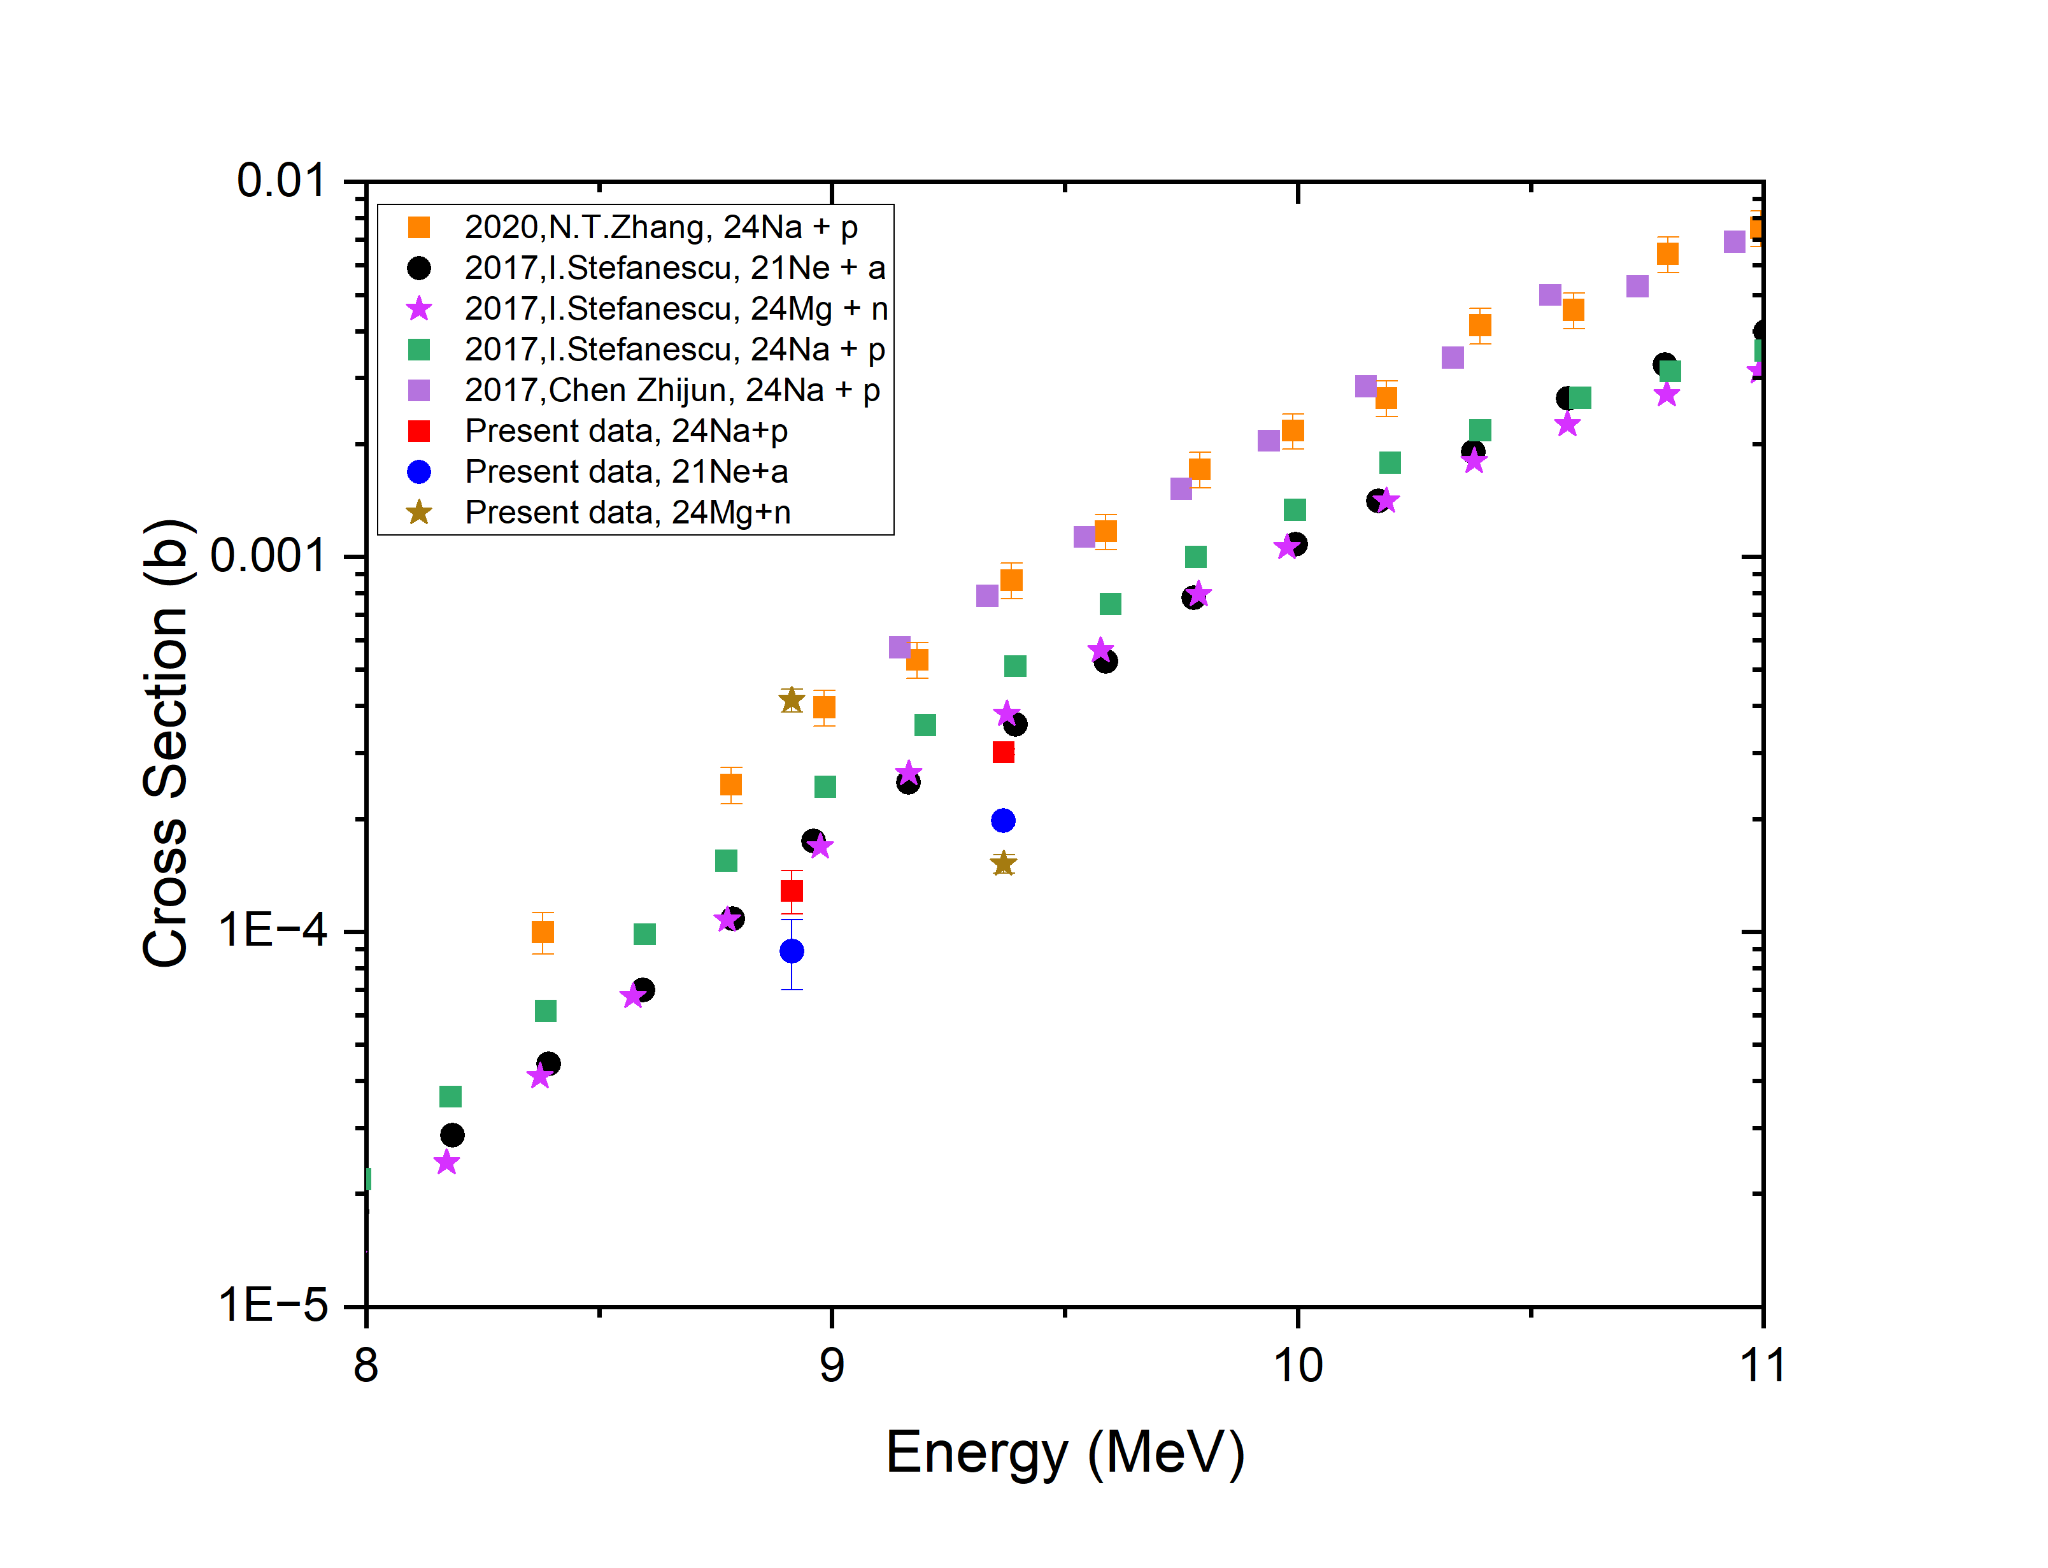 0.01
0.001
1E−4
1E−5
Cross Section (b)
2020,N.T.Zhang, 24Na + p
2017,I.Stefanescu, 21Ne + a
2017,I.Stefanescu, 24Mg + n
2017,I.Stefanescu, 24Na + p
2017,Chen Zhijun, 24Na + p
Present data, 24Na+p
Present data, 21Ne+a
Present data, 24Mg+n
8 9 10 11
Energy (MeV)